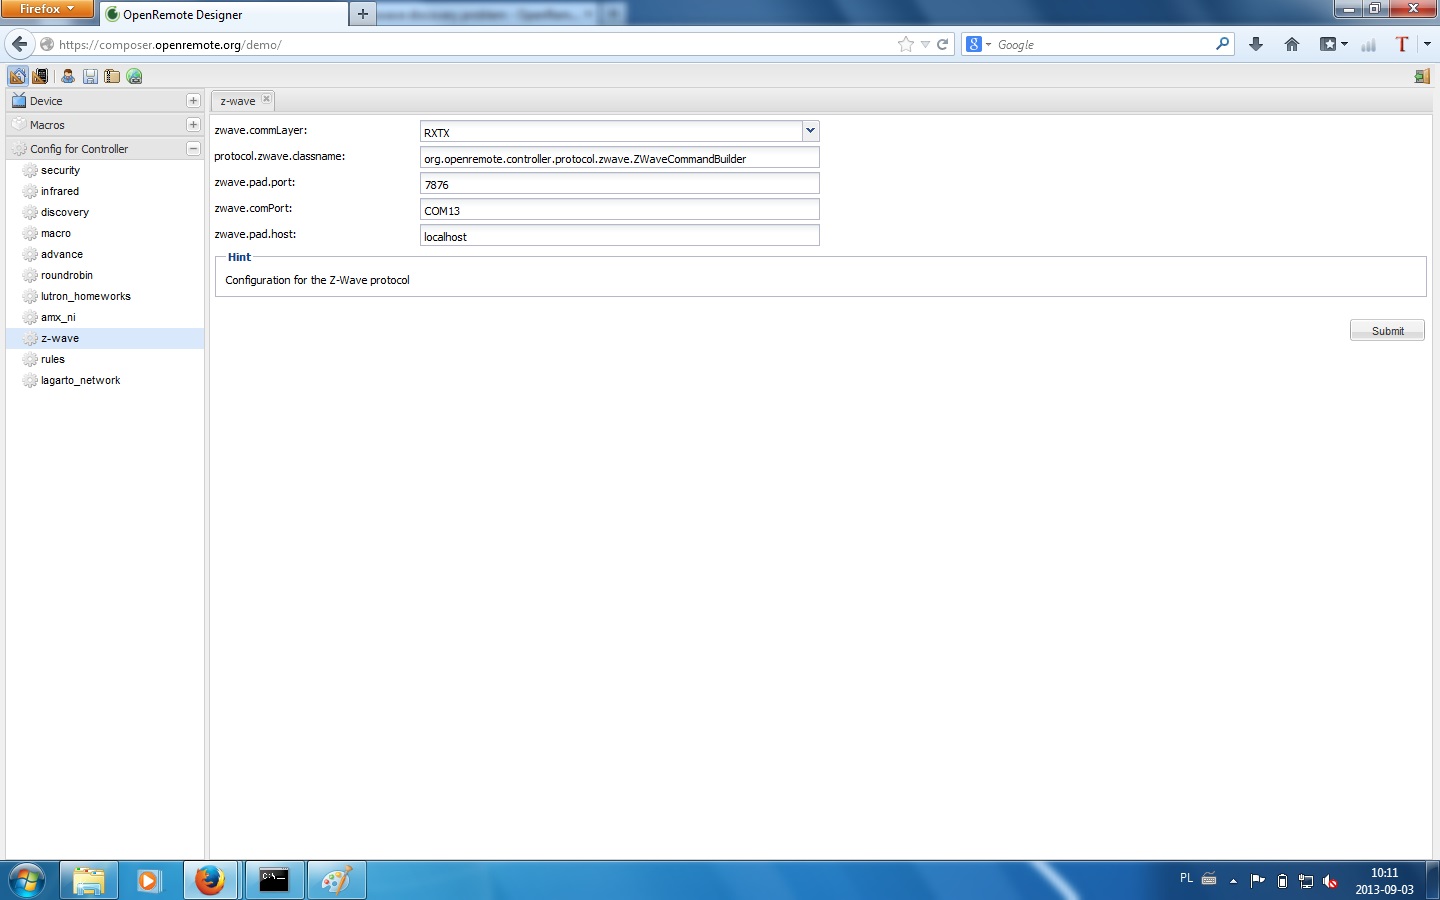 Firefox
OpenRemote Designer
https://composer.openremote.org/demo/
Google
Device
Macros
Config for Controller
security
infrared
discovery
macro
advance
roundrobin
lutron_homeworks
amx_ni
z-wave
rules
lagarto_network
z-wave
zwave.commLayer:
RXTX
protocol.zwave.classname:
org.openremote.controller.protocol.zwave.ZWaveCommandBuilder
zwave.pad.port:
7876
zwave.comPort:
COM13
zwave.pad.host:
localhost
Hint
Configuration for the Z-Wave protocol
Submit
PL
10:11
2013-09-03